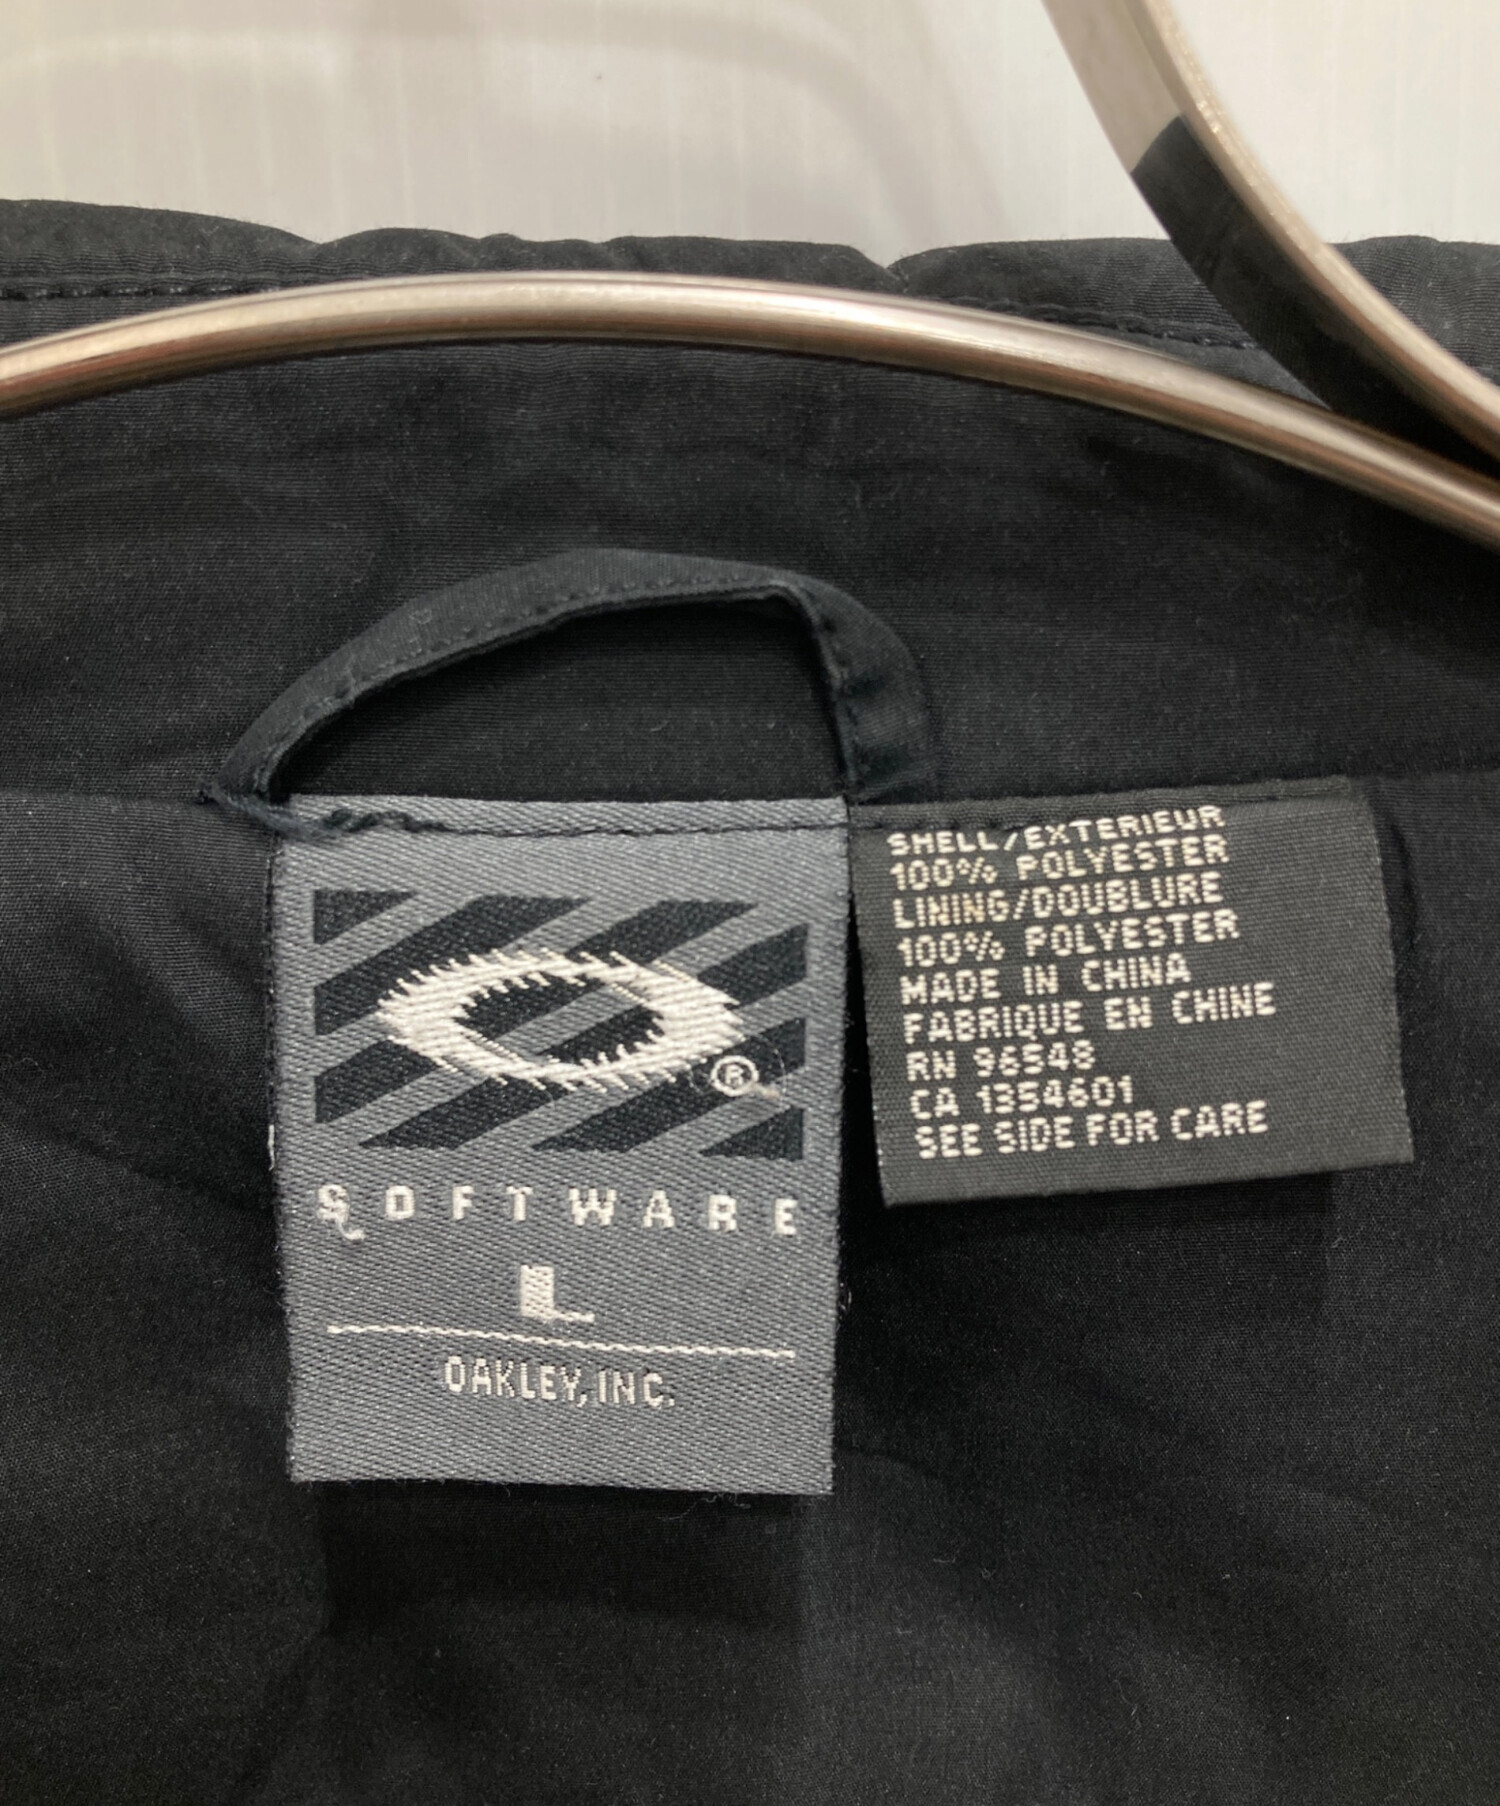 ®
SOFTWARE
L
OAKLEY, INC.
SHELL/EXTERIEUR
100% POLYESTER
LINING/DOUBLURE
100% POLYESTER
MADE IN CHINA
FABRIQUE EN CHINE
RN 96548
CA 1354601
SEE SIDE FOR CARE